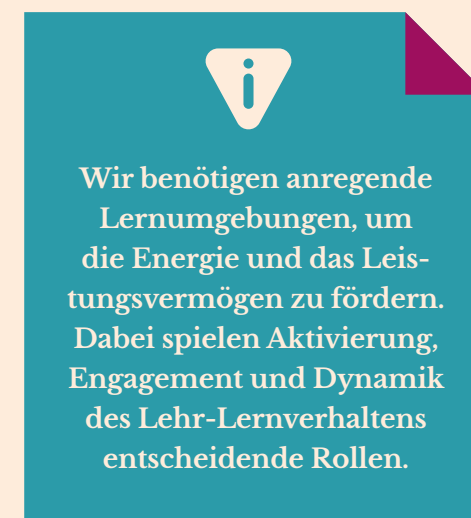 Wir benötigen anregende
Lernumgebungen, um
die Energie und das Leis-
tungsvermögen zu fördern.
Dabei spielen Aktivierung,
Engagement und Dynamik
des Lehr-Lernverhaltens
entscheidende Rollen.